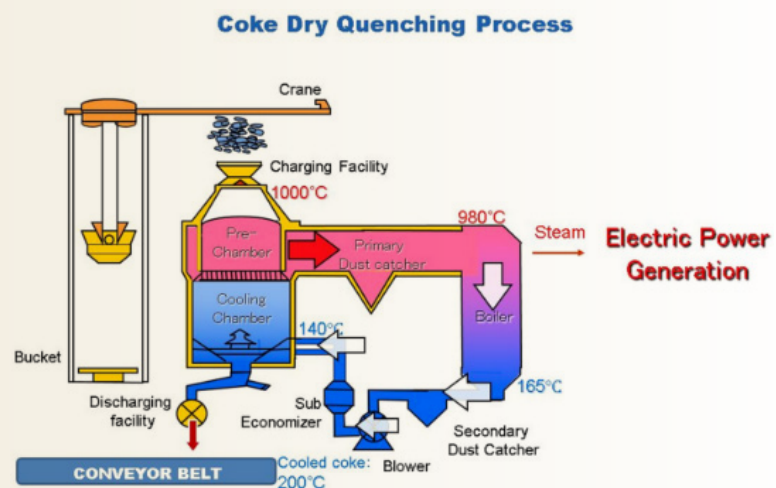 Coke Dry Quenching Process
Crane
Charging Facility
1000°C
980°C
Pre-
Chamber
Primary
Dust catcher
Steam
Electric Power
Generation
Cooling
Chamber
140℃
Boiler
Bucket
165℃
Discharging
facility
Sub
Economizer
Secondary
Dust Catcher
Blower
Cooled coke:
200℃
CONVEYOR BELT